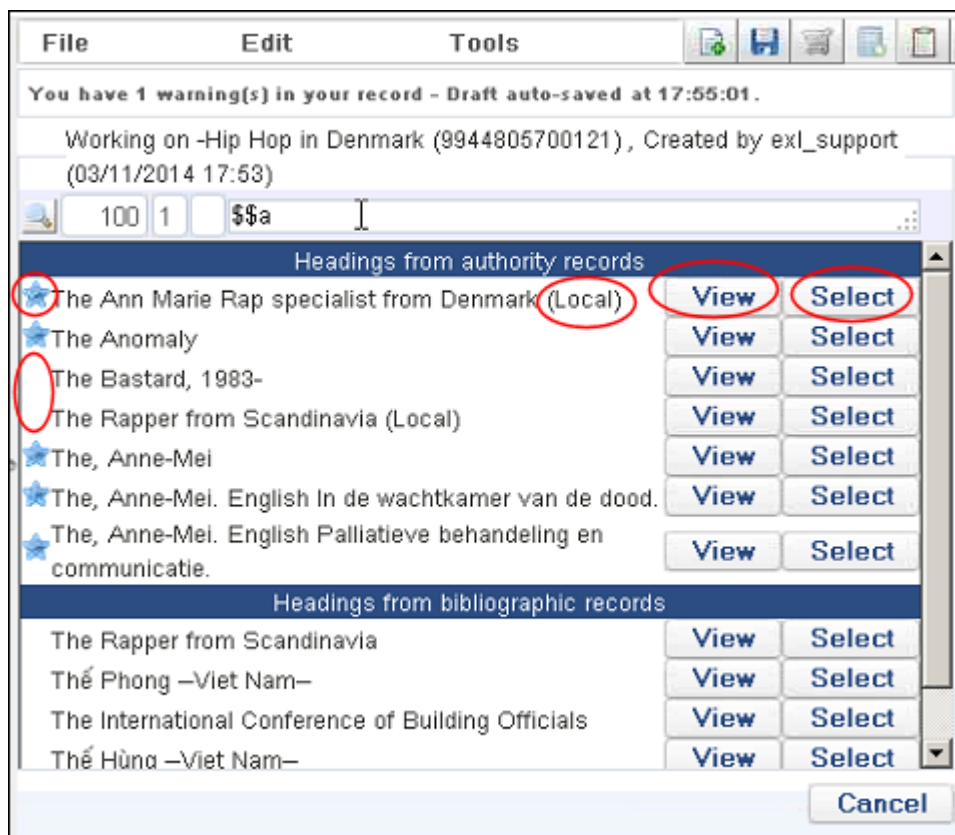 File Edit Tools
You have 1 warning(s) in your record - Draft auto-saved at 17:55:01.
Working on -Hip Hop in Denmark (9944805700121) , Created by exl_support
(03/11/2014 17:53)
100 1 $$a
Headings from authority records
The Ann Marie Rap specialist from Denmark (Local) View Select
The Anomaly View Select
The Bastard, 1983- View Select
The Rapper from Scandinavia (Local) View Select
The, Anne-Mei View Select
The, Anne-Mei. English In de wachtkamer van de dood. View Select
The, Anne-Mei. English Palliatieve behandeling en
communicatie. View Select
Headings from bibliographic records
The Rapper from Scandinavia View Select
Thế Phong —Viet Nam— View Select
The International Conference of Building Officials View Select
Thế Hùng —Viet Nam— View Select
Cancel